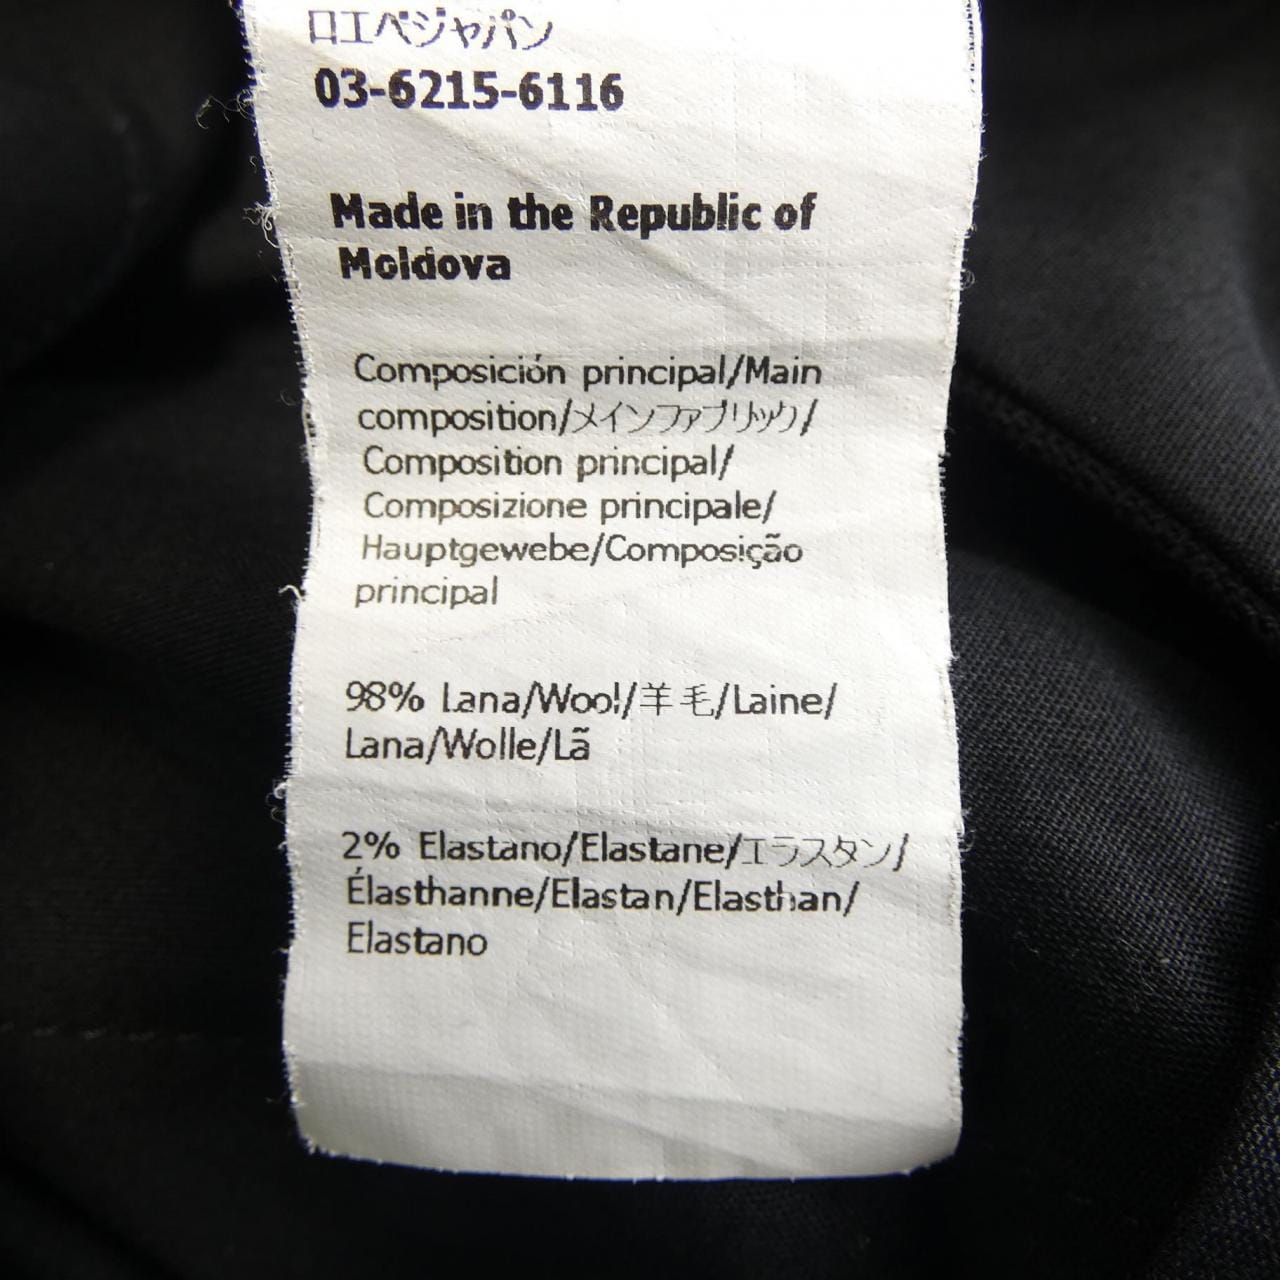 ロエベジャパン
03-6215-6116
Made in the Republic of
Moldova
Composición principal/Main
composition/メインファブリック/
Composition principal/
Composizione principale/
Hauptgewebe/Composição
principal
98% Lana/Wool/羊毛/Laine/
Lana/Wolle/Lã
2% Elastano/Elastane/エラスタン/
Élasthanne/Elastan/Elasthan/
Elastano